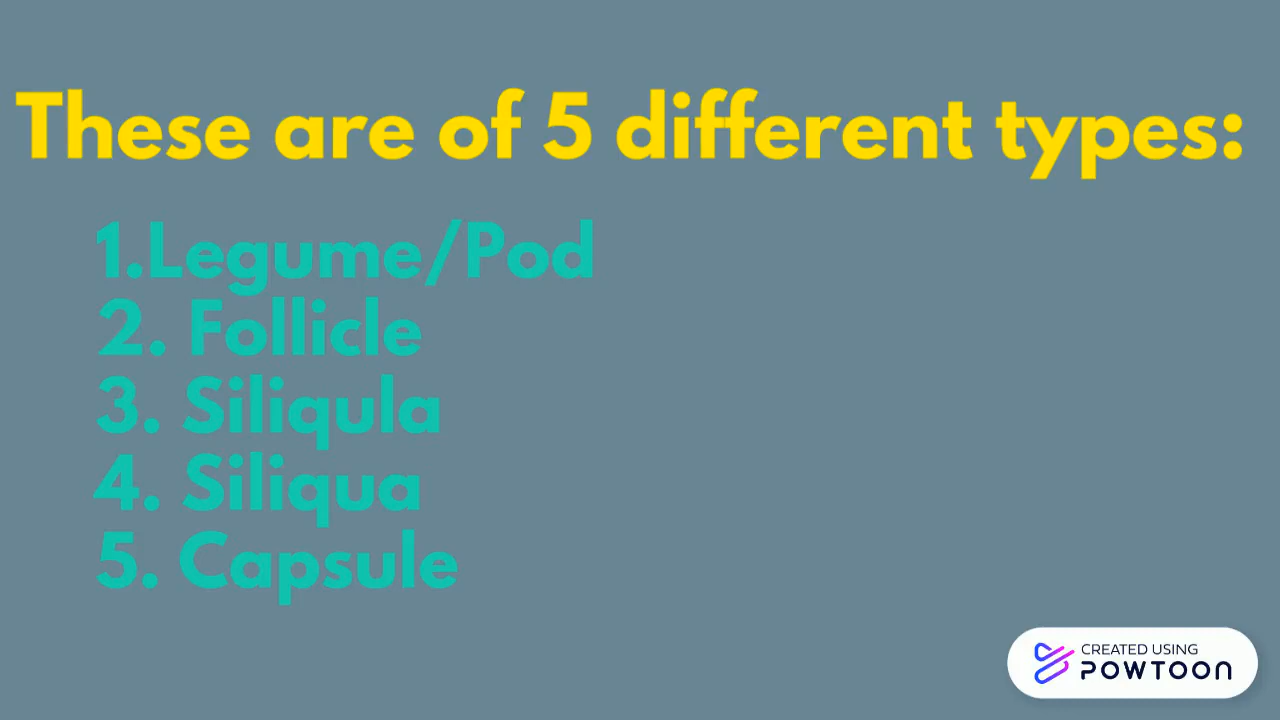 These are of 5 different types:
1.Legume/Pod
2. Follicle
3. Siliqula
4. Siliqua
5. Capsule
CREATED USING
POWTOON